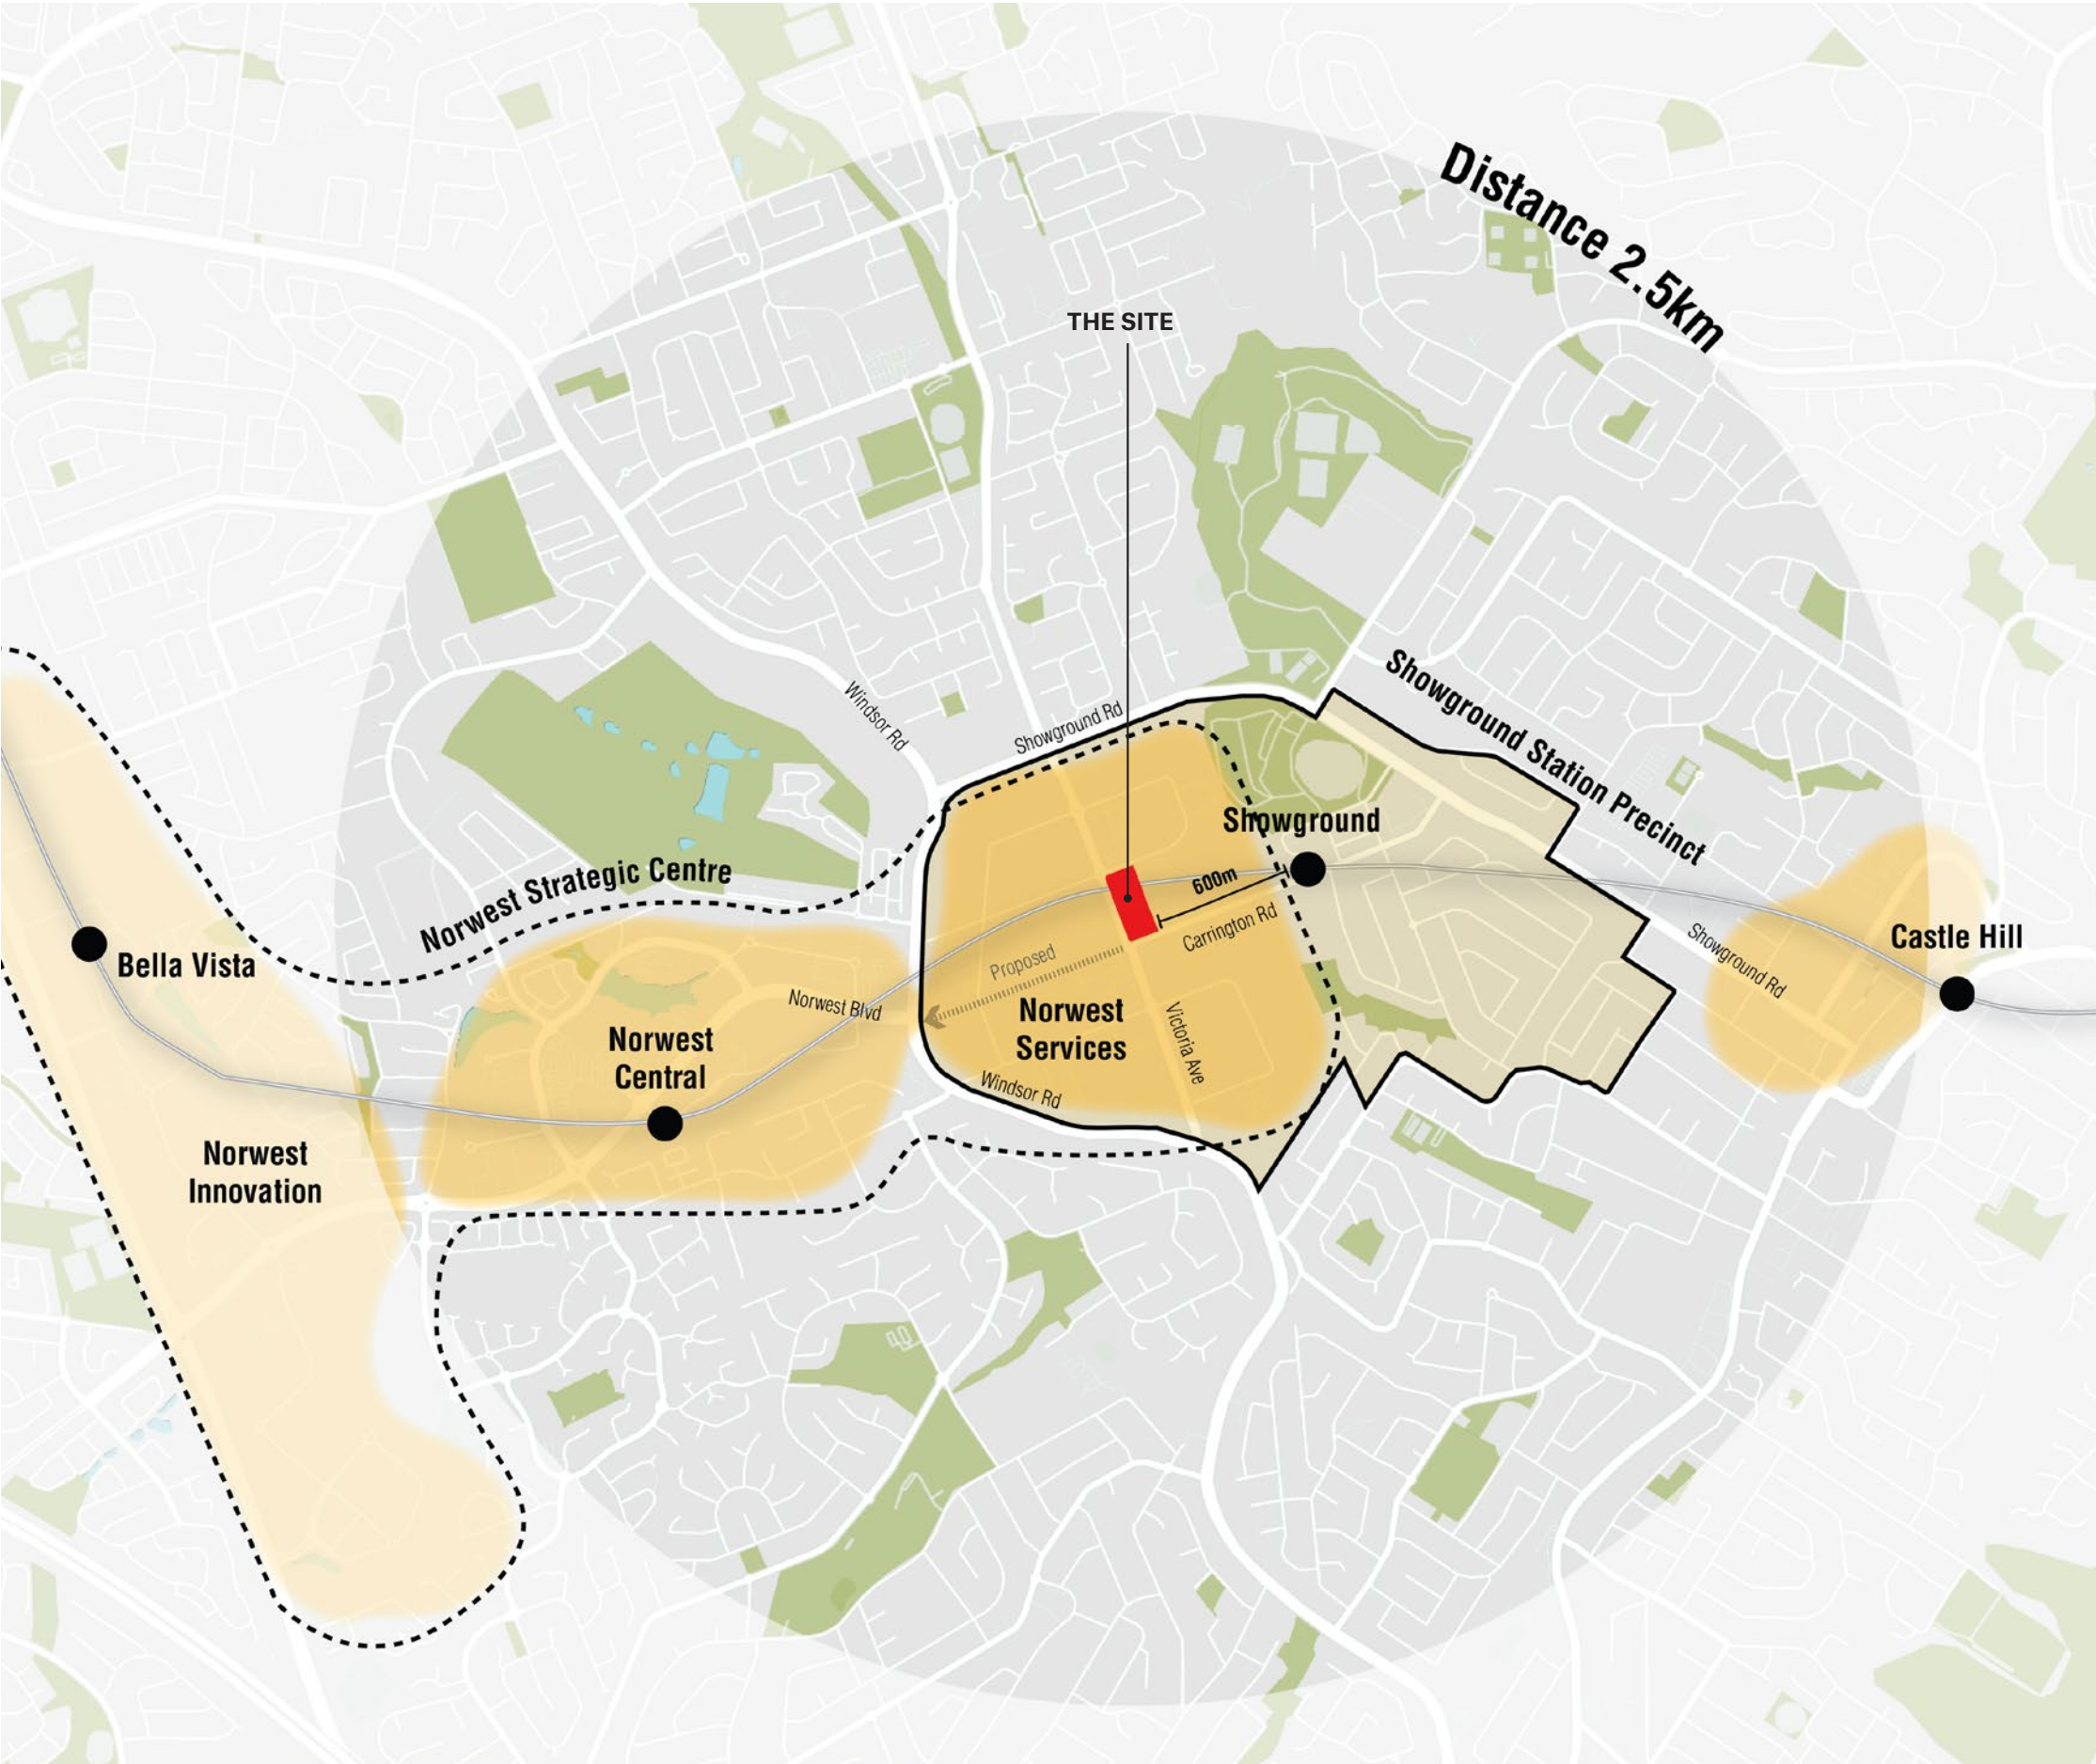 Distance 2.5km
THE SITE
Windsor Rd
Showground Rd
Showground Station Precinct
Showground
Norwest Strategic Centre
600m
Carrington Rd
Castle Hill
Showground Rd
Bella Vista
Proposed
Norwest Blvd
Norwest
Services
Victoria Ave
Norwest
Central
Windsor Rd
Norwest
Innovation